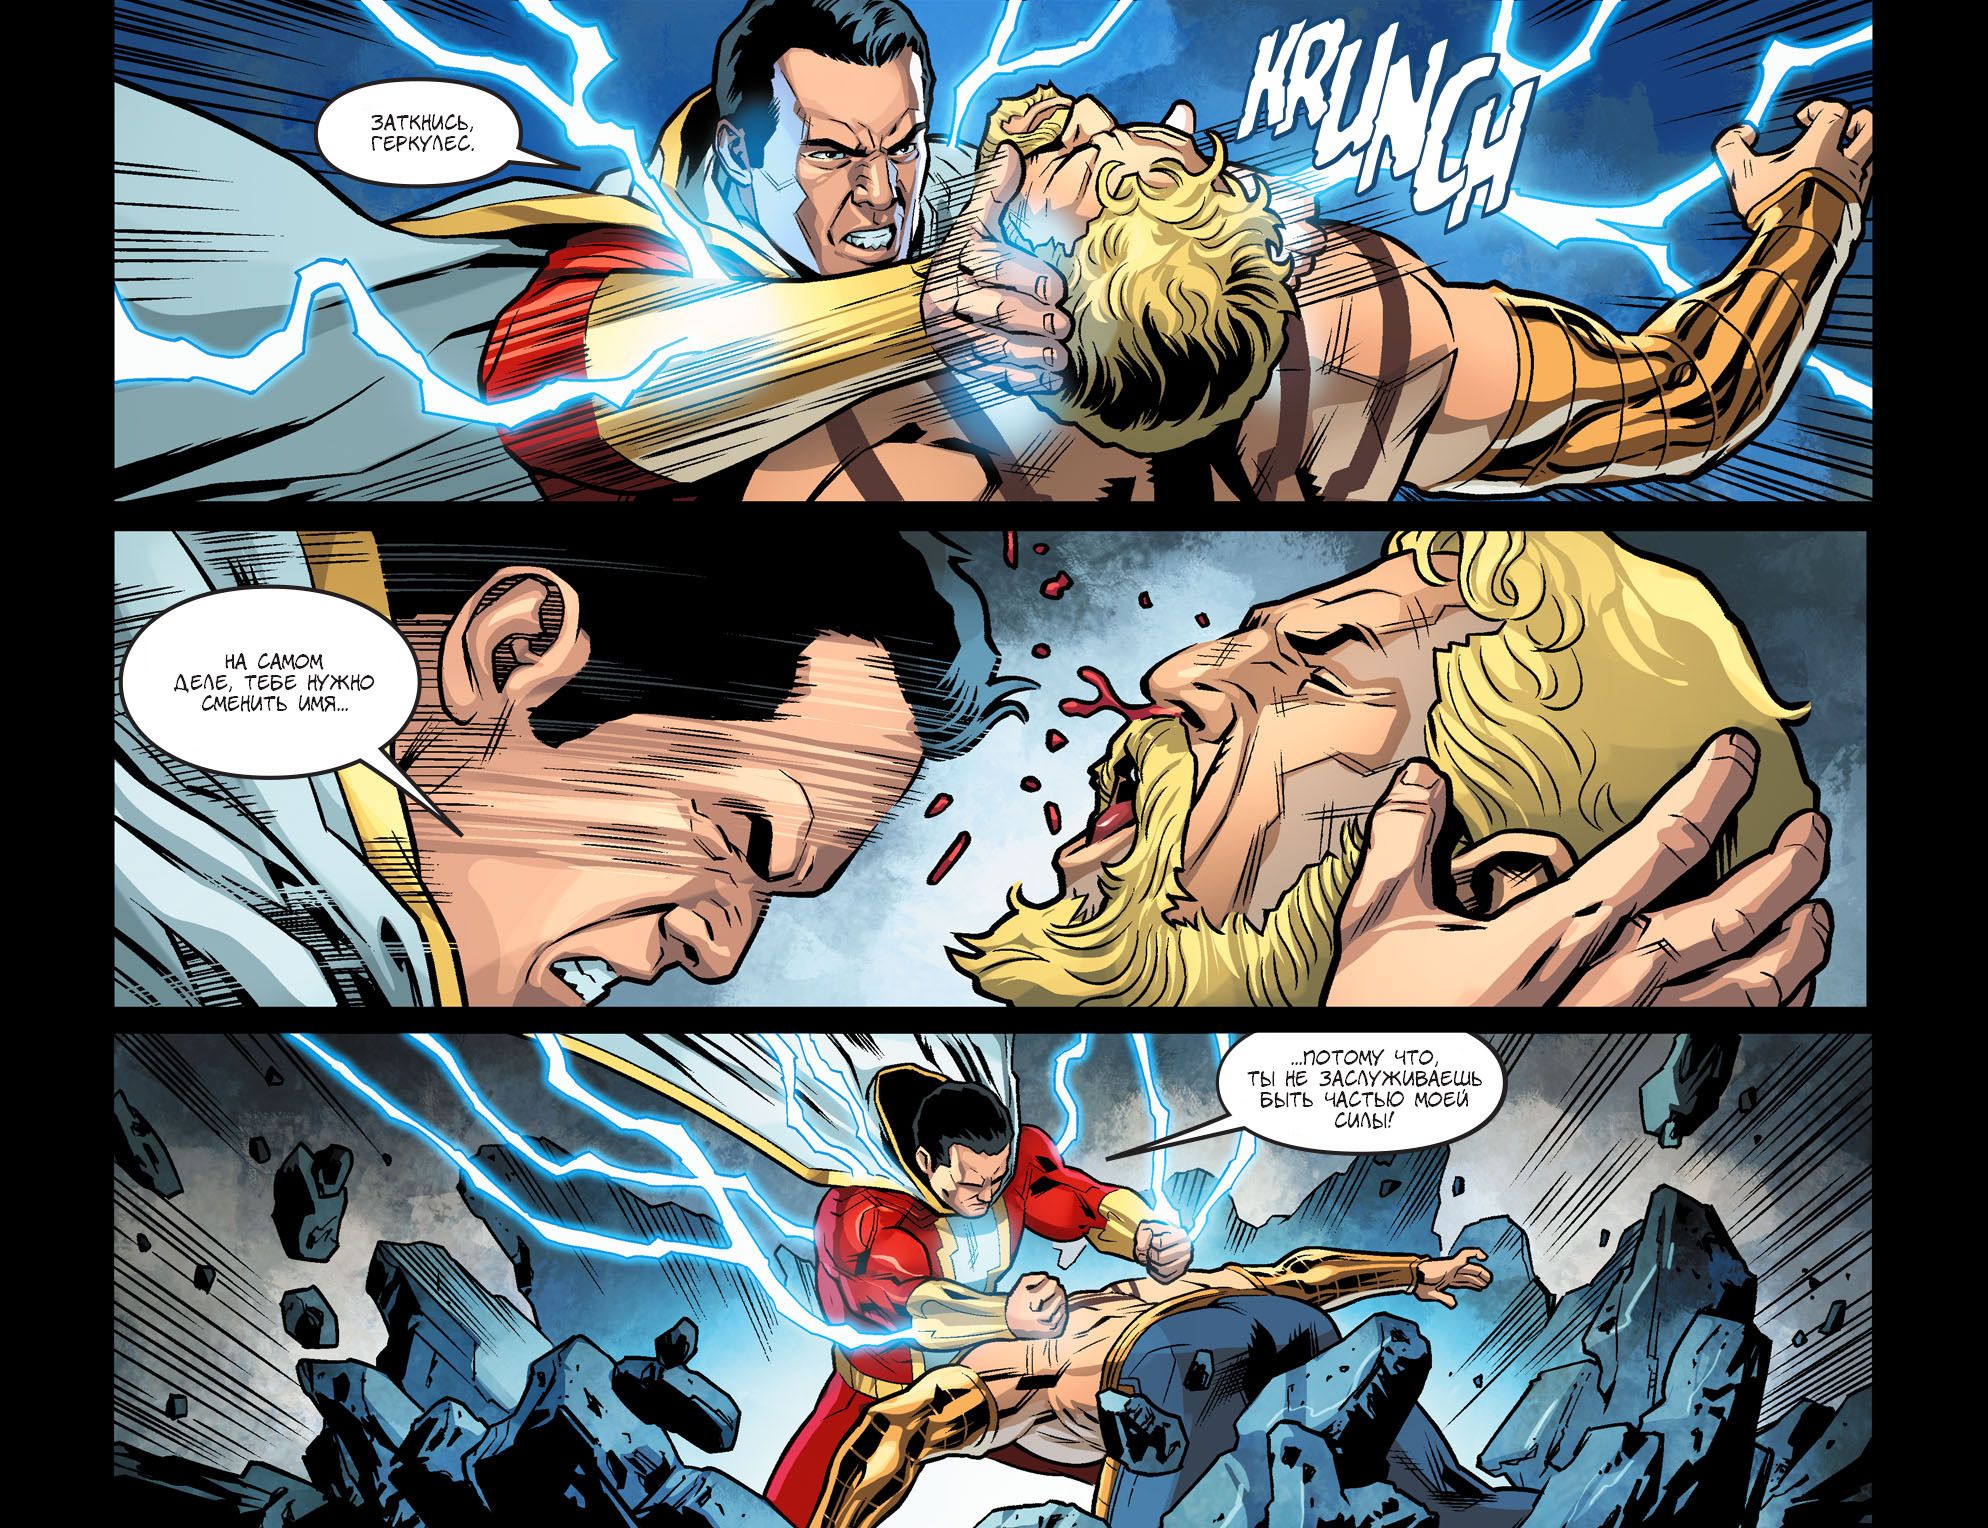 ЗАТКНИСЬ,
ГЕРКУЛЕС.
KRUNCH
НА САМОМ
ДЕЛЕ, ТЕБЕ НУЖНО
СМЕНИТЬ ИМЯ...
...ПОТОМУ ЧТО,
ТЫ НЕ ЗАСЛУЖИВАЕШЬ
БЫТЬ ЧАСТЬЮ МОЕЙ
СИЛЫ!